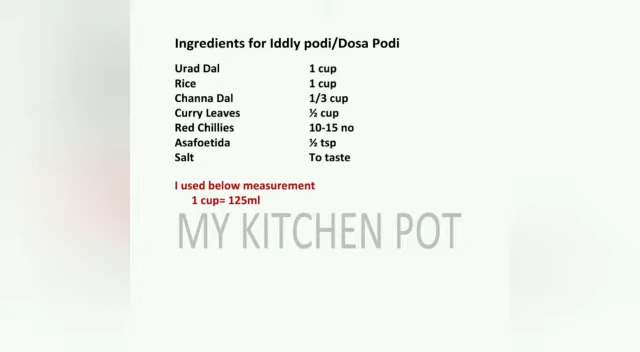 Ingredients for Iddly podi/Dosa Podi
Urad Dal 1 cup
Rice 1 cup
Channa Dal 1/3 cup
Curry Leaves ½ cup
Red Chillies 10-15 no
Asafoetida ½ tsp
Salt To taste
I used below measurement
1 cup= 125ml
MY KITCHEN POT